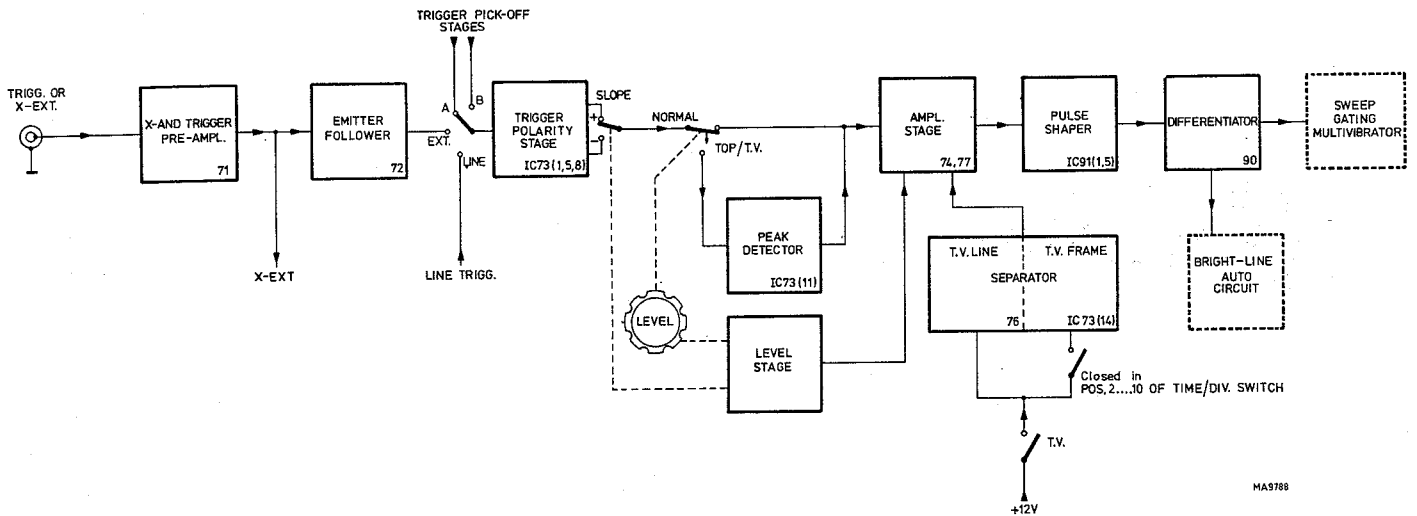 TRIGGER PICK-OFF
STAGES
TRIGG. OR
X-EXT.
X-AND TRIGGER
PRE-AMPL.
71
EMITTER
FOLLOWER
72
A
B
EXT.
LINE
TRIGGER
POLARITY
STAGE
IC73(1,5,8)
SLOPE
+
-
NORMAL
TOP/T.V.
AMPL.
STAGE
74,77
PULSE
SHAPER
IC91(1,5)
DIFFERENTIATOR
90
SWEEP
GATING
MULTIVIBRATOR
X-EXT
LINE TRIGG.
PEAK
DETECTOR
IC73(11)
T.V. LINE
T.V. FRAME
SEPARATOR
76
IC73(14)
BRIGHT-LINE
AUTO
CIRCUIT
LEVEL
LEVEL
STAGE
Closed in
POS,2....10 OF TIME/DIV. SWITCH
T.V.
+12V
MA9788